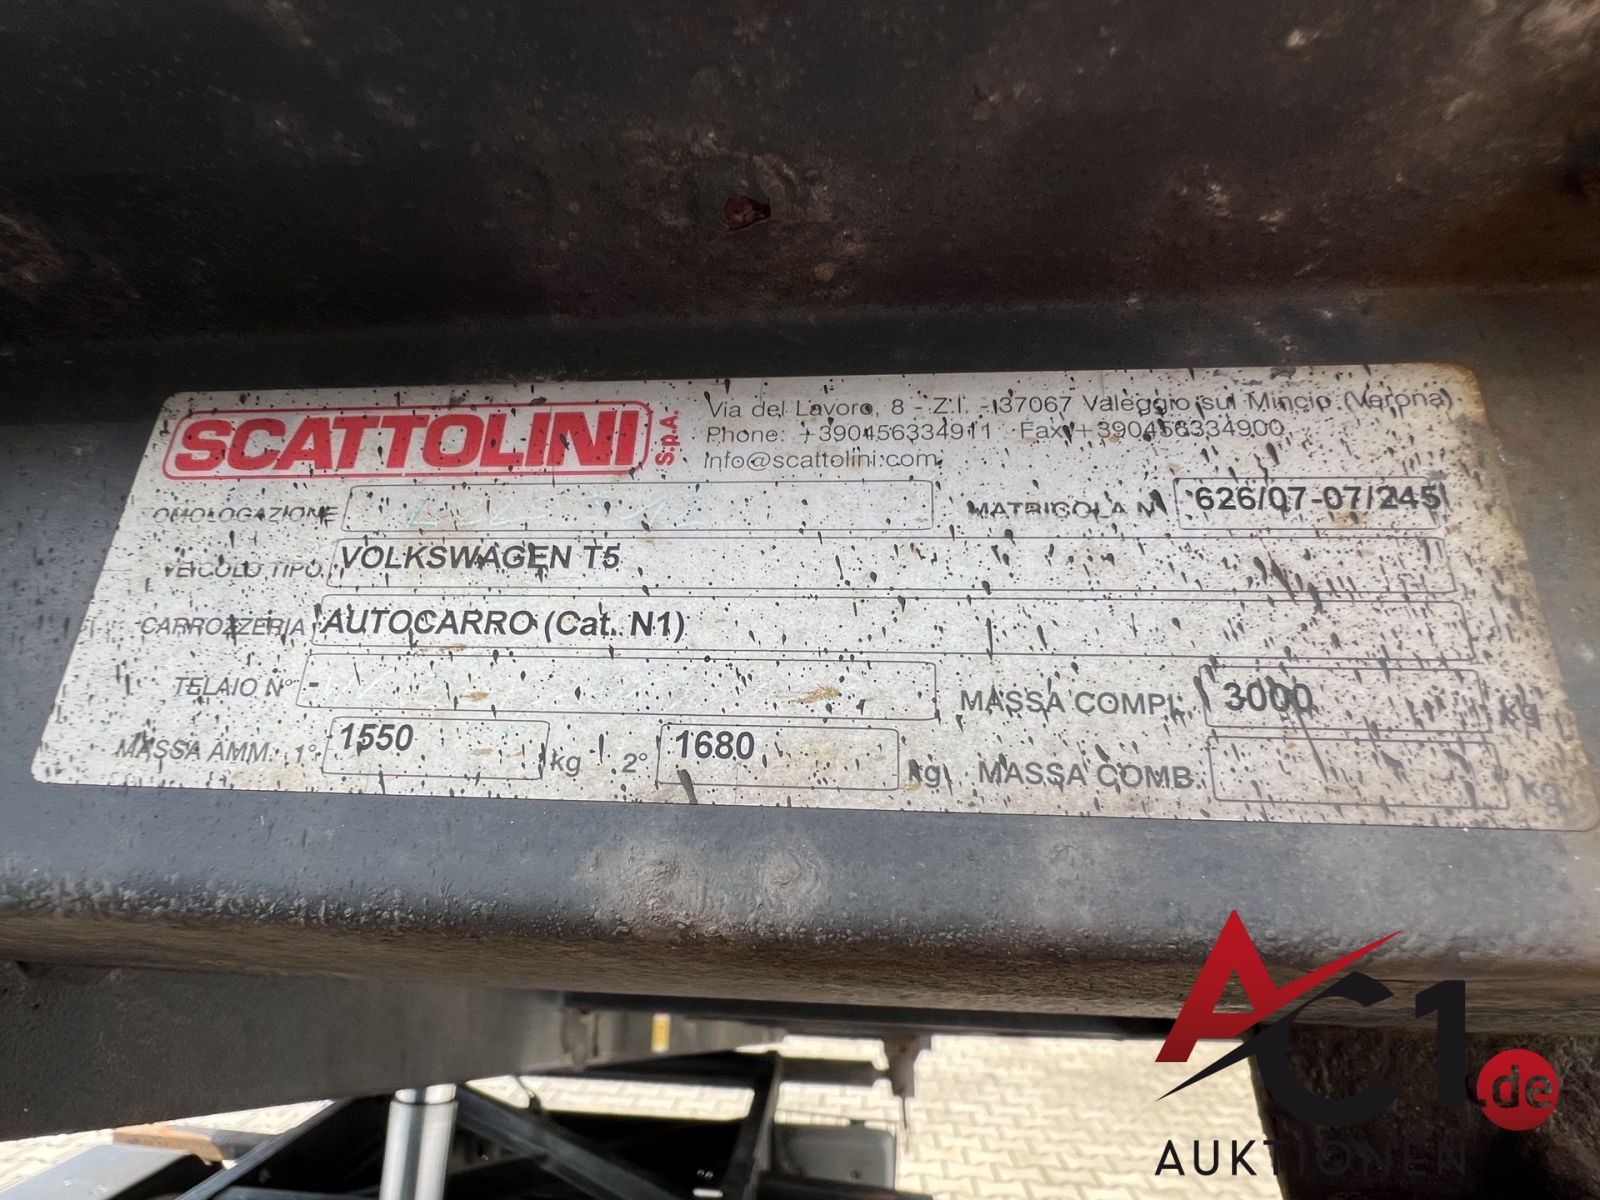 SCATTOLINI S.p.A.
Via del Lavoro, 8 - Z.I. - 37067 Valeggio sul Mincio (Verona)
Phone: +390456334911 Fax +390456334900
info@scattolini.com
OMOLOGAZIONE
MATRICOLA N° 626/07-07/245
VEICOLO TIPO VOLKSWAGEN T5
CARROZZERIA AUTOCARRO (Cat. N1)
TELAIO N° -
MASSA COMPL. 3000 kg
MASSA AMM. 1° 1550 kg 2° 1680 kg MASSA COMB. kg
AC1.de
AUKTIONEN